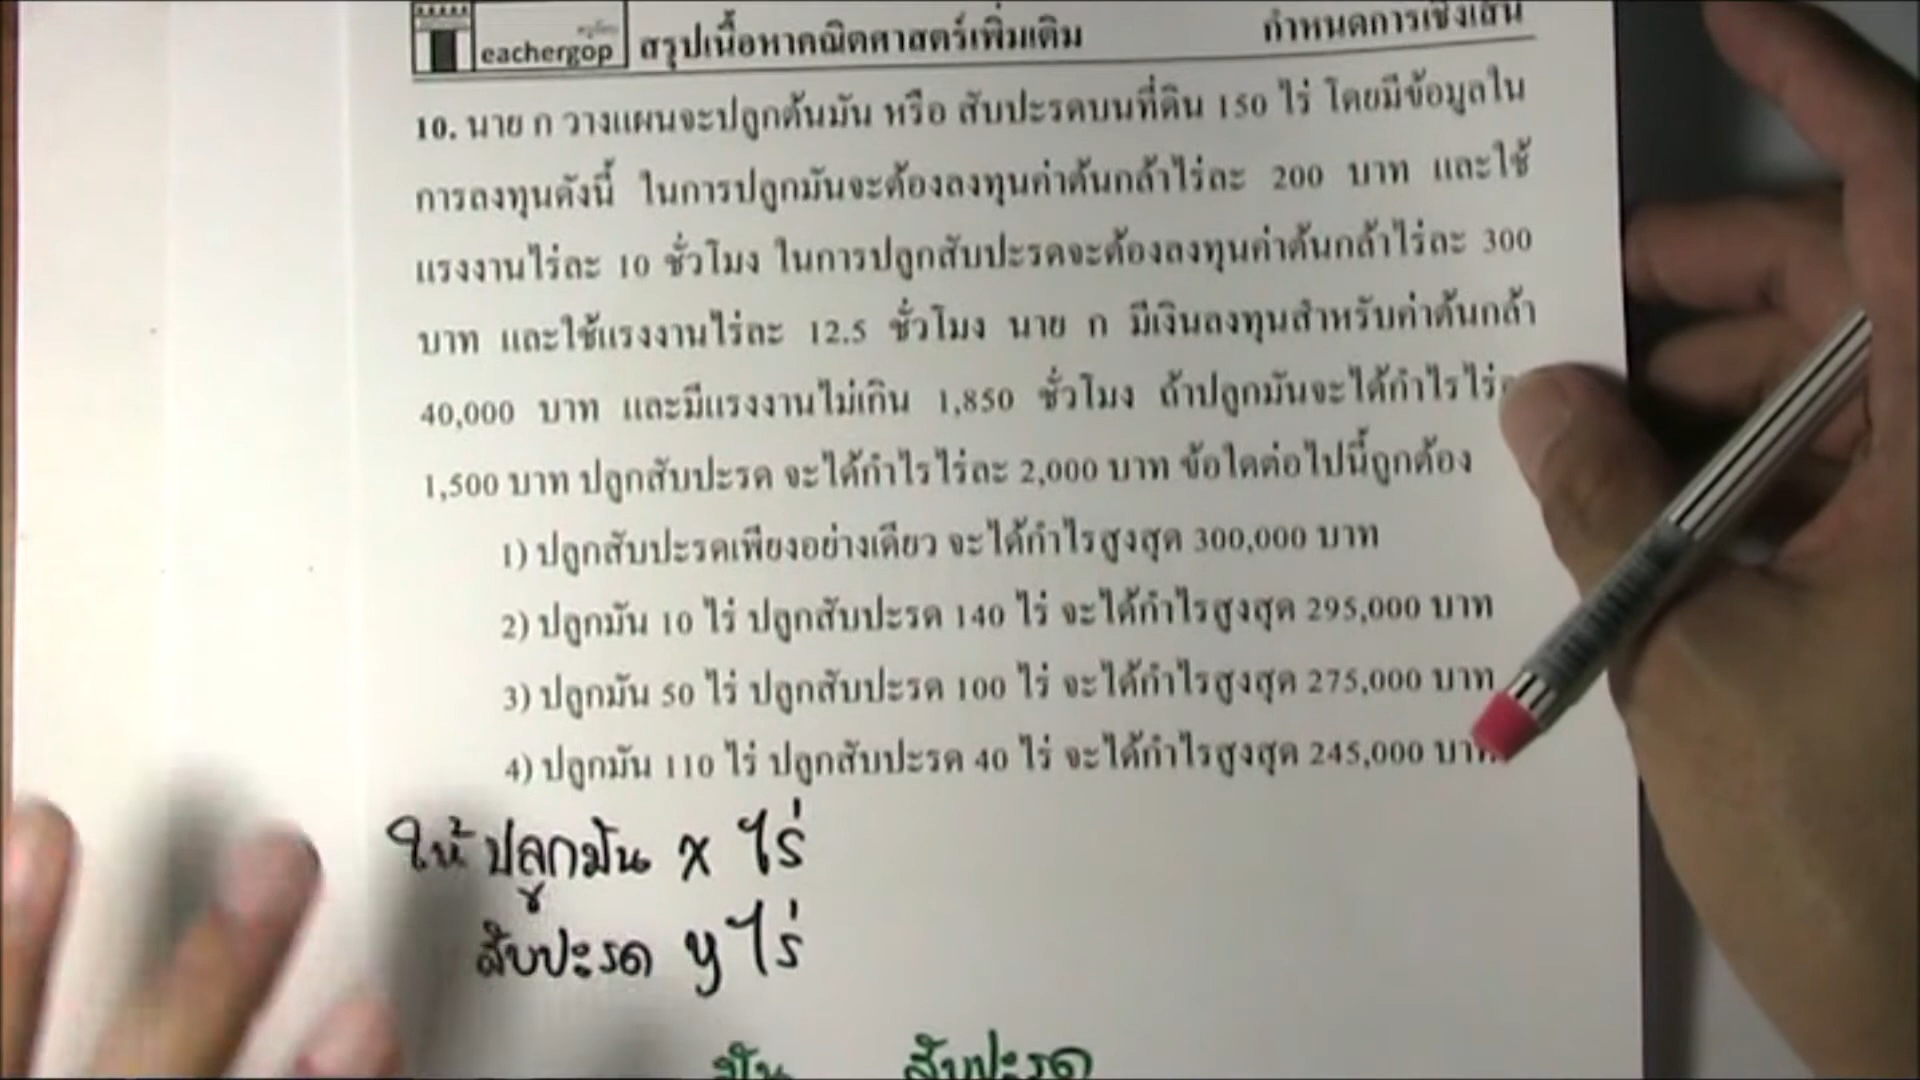 eachergop สรุปเนื้อหาคณิตศาสตร์เพิ่มเติม กำหนดการเชิงเส้น
10. นาย ก วางแผนจะปลูกต้นมัน หรือ สับปะรดบนที่ดิน 150 ไร่ โดยมีข้อมูลใน
การลงทุนดังนี้ ในการปลูกมันจะต้องลงทุนค่าต้นกล้าไร่ละ 200 บาท และใช้
แรงงานไร่ละ 10 ชั่วโมง ในการปลูกสับปะรดจะต้องลงทุนค่าต้นกล้าไร่ละ 300
บาท และใช้แรงงานไร่ละ 12.5 ชั่วโมง นาย ก มีเงินลงทุนสำหรับค่าต้นกล้า
40,000 บาท และมีแรงงานไม่เกิน 1,850 ชั่วโมง ถ้าปลูกมันจะได้กำไรไร่ละ
1,500 บาท ปลูกสับปะรด จะได้กำไรไร่ละ 2,000 บาท ข้อใดต่อไปนี้ถูกต้อง
1) ปลูกสับปะรดเพียงอย่างเดียว จะได้กำไรสูงสุด 300,000 บาท
2) ปลูกมัน 10 ไร่ ปลูกสับปะรด 140 ไร่ จะได้กำไรสูงสุด 295,000 บาท
3) ปลูกมัน 50 ไร่ ปลูกสับปะรด 100 ไร่ จะได้กำไรสูงสุด 275,000 บาท
4) ปลูกมัน 110 ไร่ ปลูกสับปะรด 40 ไร่ จะได้กำไรสูงสุด 245,000 บาท
ให้ ปลูกมัน x ไร่
สับปะรด y ไร่
มัน สับปะรด